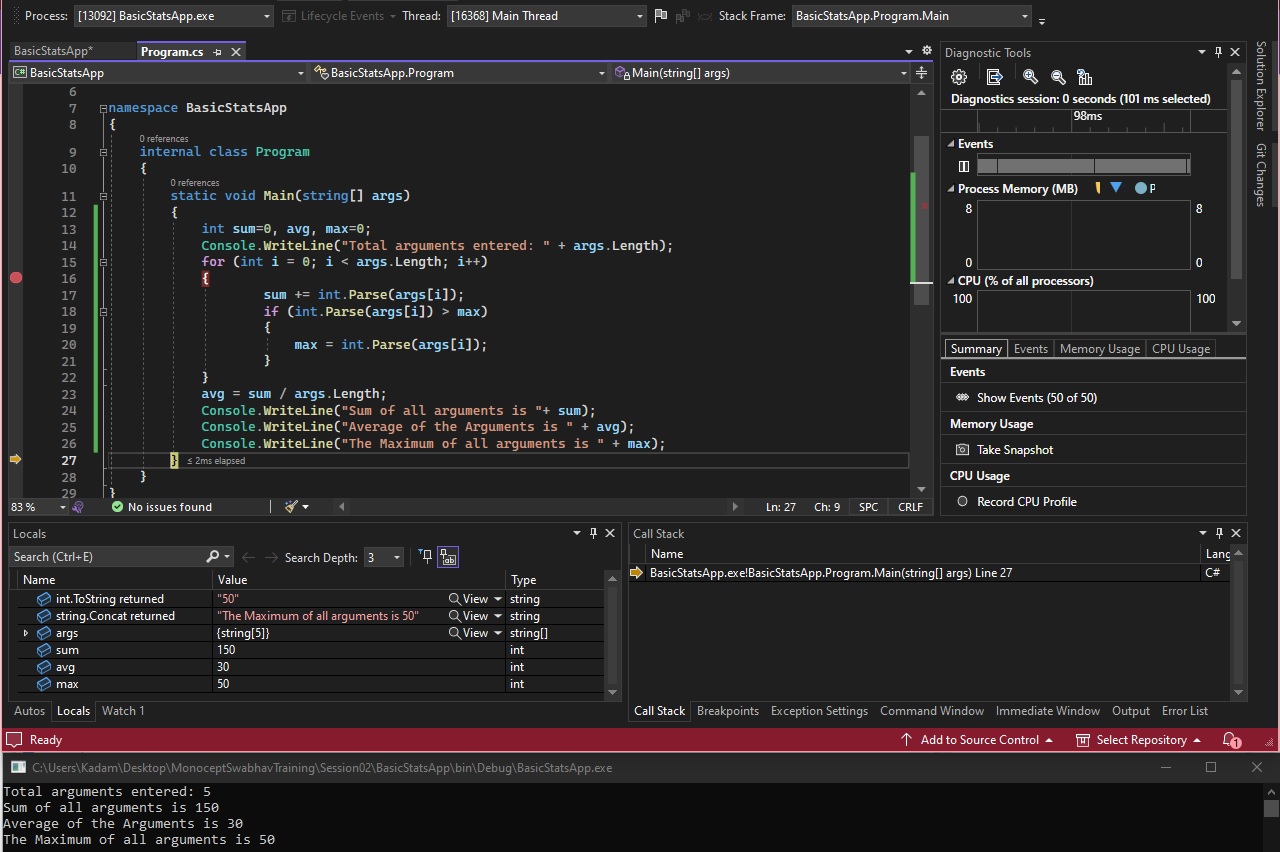 Process: [13092] BasicStatsApp.exe Lifecycle Events Thread: [16368] Main Thread Stack Frame: BasicStatsApp.Program.Main
BasicStatsApp* Program.cs
BasicStatsApp BasicStatsApp.Program Main(string[] args)
6
7 namespace BasicStatsApp
8 {
0 references
9 internal class Program
10 {
0 references
11 static void Main(string[] args)
12 {
13 int sum=0, avg, max=0;
14 Console.WriteLine("Total arguments entered: " + args.Length);
15 for (int i = 0; i < args.Length; i++)
16 {
17 sum += int.Parse(args[i]);
18 if (int.Parse(args[i]) > max)
19 {
20 max = int.Parse(args[i]);
21 }
22 }
23 avg = sum / args.Length;
24 Console.WriteLine("Sum of all arguments is "+ sum);
25 Console.WriteLine("Average of the Arguments is " + avg);
26 Console.WriteLine("The Maximum of all arguments is " + max);
27 } ≤ 2ms elapsed
28 }
29 }
83 % No issues found Ln: 27 Ch: 9 SPC CRLF
Diagnostic Tools
Diagnostics session: 0 seconds (101 ms selected)
98ms
Events
Process Memory (MB) P
8 8
0 0
CPU (% of all processors)
100 100
Summary Events Memory Usage CPU Usage
Events
Show Events (50 of 50)
Memory Usage
Take Snapshot
CPU Usage
Record CPU Profile
Solution Explorer
Git Changes
Locals
Search (Ctrl+E) Search Depth: 3
Name Value Type
int.ToString returned "50" View string
string.Concat returned "The Maximum of all arguments is 50" View string
args {string[5]} View string[]
sum 150 int
avg 30 int
max 50 int
Autos Locals Watch 1
Call Stack
Name Lang
BasicStatsApp.exe!BasicStatsApp.Program.Main(string[] args) Line 27 C#
Call Stack Breakpoints Exception Settings Command Window Immediate Window Output Error List
Ready Add to Source Control Select Repository 1
C:\Users\Kadam\Desktop\MonoceptSwabhavTraining\Session02\BasicStatsApp\bin\Debug\BasicStatsApp.exe
Total arguments entered: 5
Sum of all arguments is 150
Average of the Arguments is 30
The Maximum of all arguments is 50